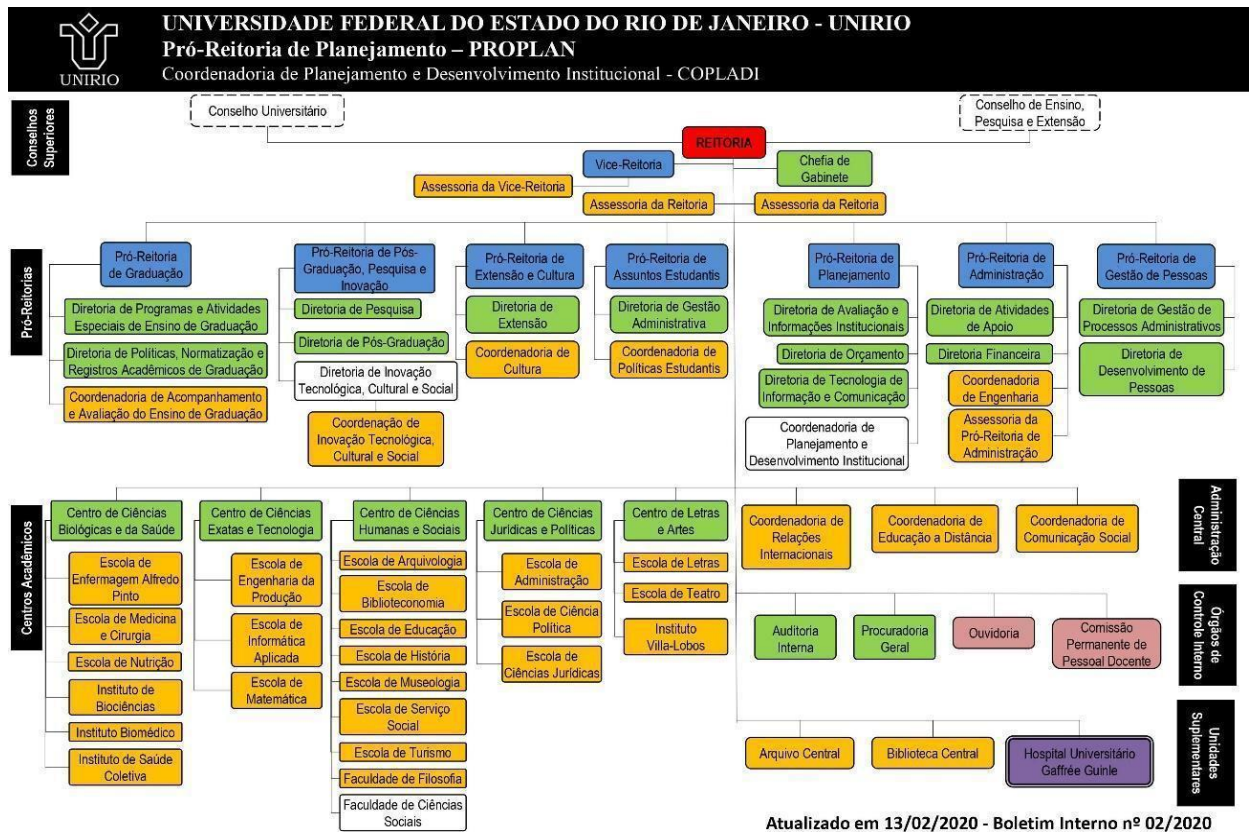 UNIVERSIDADE FEDERAL DO ESTADO DO RIO DE JANEIRO - UNIRIO
Pró-Reitoria de Planejamento – PROPLAN
Coordenadoria de Planejamento e Desenvolvimento Institucional - COPLADI
UNIRIO
Conselhos
Superiores
Conselho Universitário
Conselho de Ensino,
Pesquisa e Extensão
REITORIA
Vice-Reitoria
Chefia de
Gabinete
Assessoria da Vice-Reitoria
Assessoria da Reitoria
Assessoria da Reitoria
Pró-Reitorias
Pró-Reitoria
de Graduação
Diretoria de Programas e Atividades
Especiais de Ensino de Graduação
Diretoria de Políticas, Normatização e
Registros Acadêmicos de Graduação
Coordenadoria de Acompanhamento
e Avaliação do Ensino de Graduação
Pró-Reitoria de Pós-
Graduação, Pesquisa e
Inovação
Diretoria de Pesquisa
Diretoria de Pós-Graduação
Diretoria de Inovação
Tecnológica, Cultural e Social
Coordenação de
Inovação Tecnológica,
Cultural e Social
Pró-Reitoria de
Extensão e Cultura
Diretoria de
Extensão
Coordenadoria de
Cultura
Pró-Reitoria de
Assuntos Estudantis
Diretoria de Gestão
Administrativa
Coordenadoria de
Políticas Estudantis
Pró-Reitoria de
Planejamento
Diretoria de Avaliação e
Informações Institucionais
Diretoria de Orçamento
Diretoria de Tecnologia de
Informação e Comunicação
Coordenadoria de
Planejamento e
Desenvolvimento Institucional
Pró-Reitoria de
Administração
Diretoria de Atividades
de Apoio
Diretoria Financeira
Coordenadoria
de Engenharia
Assessoria da
Pró-Reitoria de
Administração
Pró-Reitoria
de Gestão de Pessoas
Diretoria de Gestão de
Processos Administrativos
Diretoria de
Desenvolvimento de
Pessoas
Centros Acadêmicos
Centro de Ciências
Biológicas e da Saúde
Escola de
Enfermagem Alfredo
Pinto
Escola de Medicina
e Cirurgia
Escola de Nutrição
Instituto de
Biociências
Instituto Biomédico
Instituto de Saúde
Coletiva
Centro de Ciências
Exatas e Tecnologia
Escola de
Engenharia da
Produção
Escola de
Informática
Aplicada
Escola de
Matemática
Centro de Ciências
Humanas e Sociais
Escola de Arquivologia
Escola de
Biblioteconomia
Escola de Educação
Escola de História
Escola de Museologia
Escola de Serviço
Social
Escola de Turismo
Faculdade de Filosofia
Faculdade de Ciências
Sociais
Centro de Ciências
Jurídicas e Políticas
Escola de
Administração
Escola de Ciência
Política
Escola de
Ciências Jurídicas
Centro de Letras
e Artes
Escola de Letras
Escola de Teatro
Instituto
Villa-Lobos
Coordenadoria de
Relações
Internacionais
Coordenadoria de
Educação a Distância
Coordenadoria de
Comunicação Social
Administração
Central
Auditoria
Interna
Procuradoria
Geral
Ouvidoria
Comissão
Permanente de
Pessoal Docente
Órgãos de
Controle Interno
Arquivo Central
Biblioteca Central
Hospital Universitário
Gaffrée Guinle
Unidades
Suplementares
Atualizado em 13/02/2020 - Boletim Interno nº 02/2020